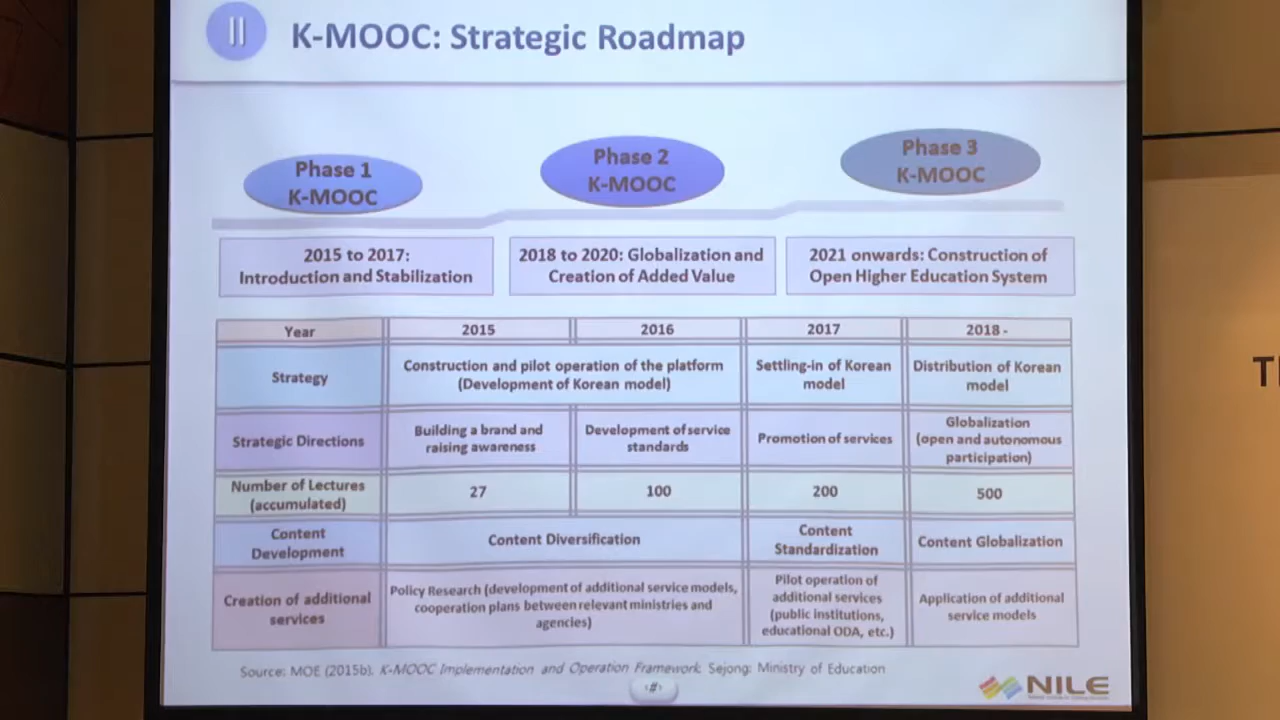 II
K-MOOC: Strategic Roadmap
Phase 1
K-MOOC
Phase 2
K-MOOC
Phase 3
K-MOOC
2015 to 2017:
Introduction and Stabilization
2018 to 2020: Globalization and
Creation of Added Value
2021 onwards: Construction of
Open Higher Education System
Year
2015
2016
2017
2018 -
Strategy
Construction and pilot operation of the platform
(Development of Korean model)
Settling-in of Korean
model
Distribution of Korean
model
Strategic Directions
Building a brand and
raising awareness
Development of service
standards
Promotion of services
Globalization
(open and autonomous
participation)
Number of Lectures
(accumulated)
27
100
200
500
Content
Development
Content Diversification
Content
Standardization
Content Globalization
Creation of additional
services
Policy Research (development of additional service models,
cooperation plans between relevant ministries and
agencies)
Pilot operation of
additional services
(public institutions,
educational ODA, etc.)
Application of additional
service models
Source: MOE (2015b). K-MOOC Implementation and Operation Framework. Sejong: Ministry of Education
‹#›
NILE